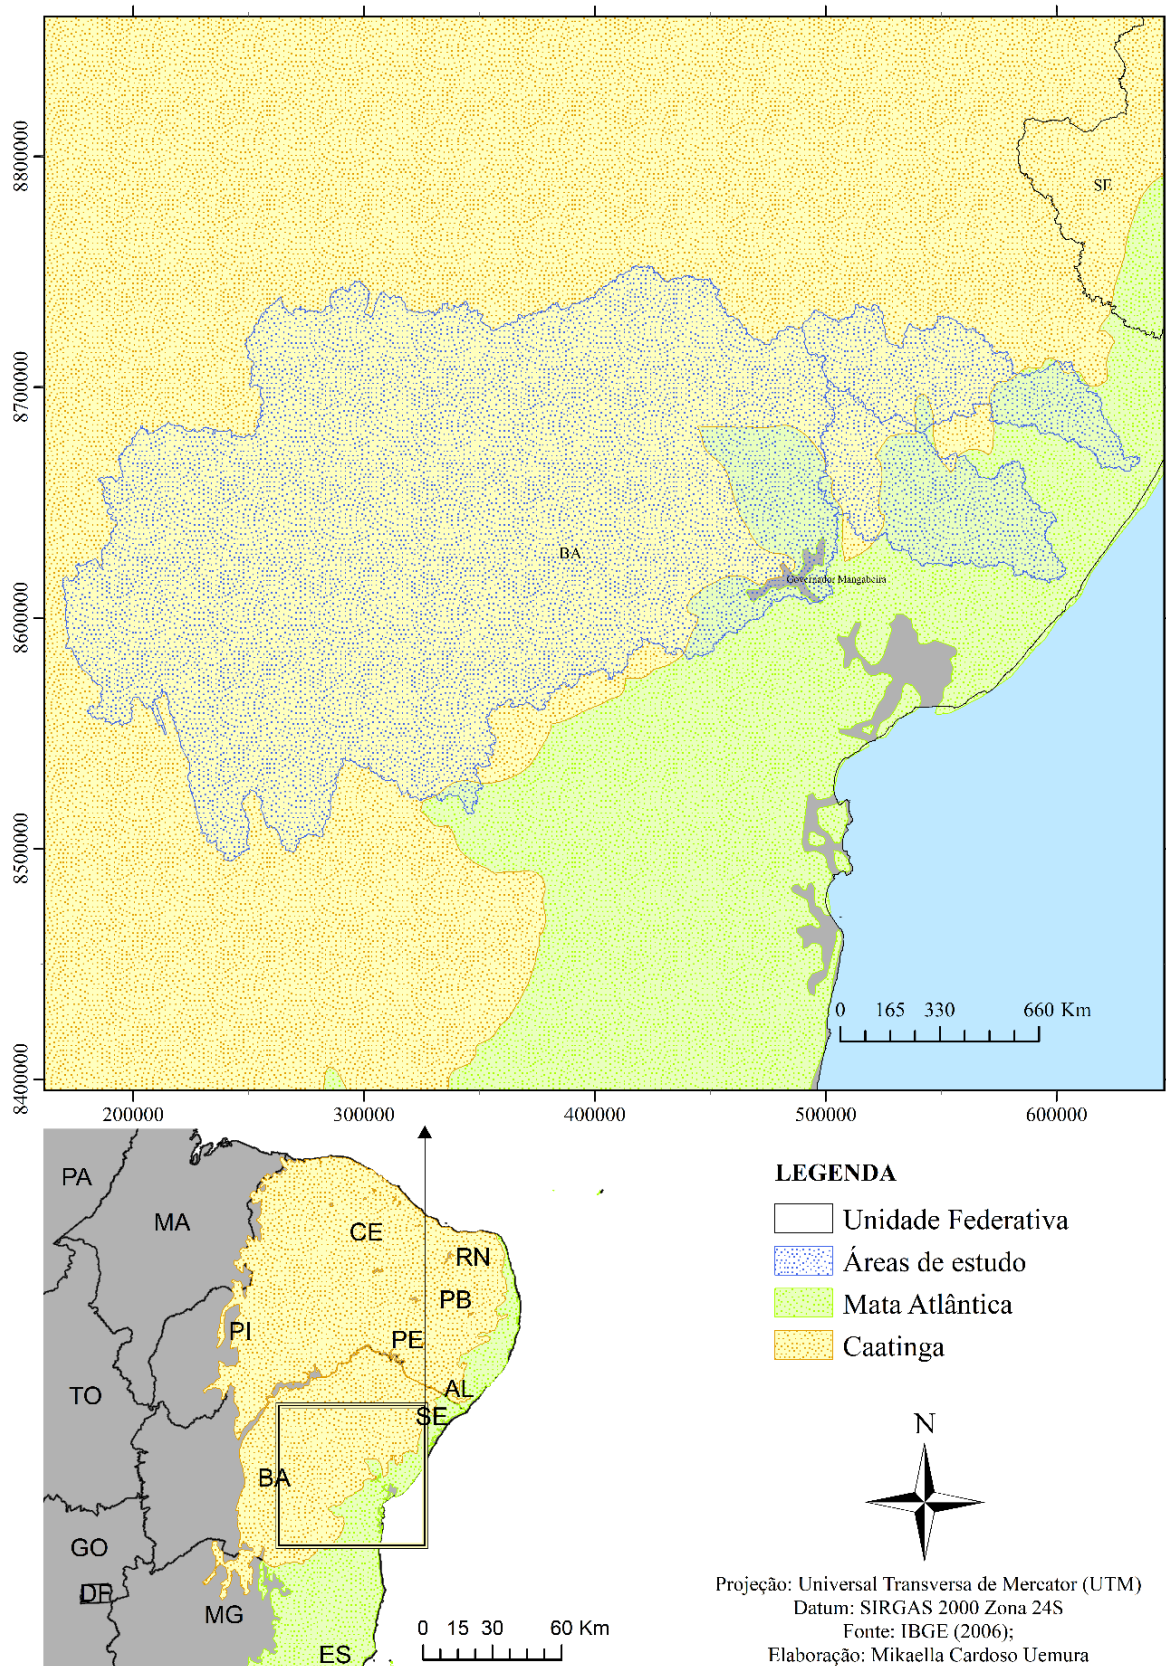 8800000
8700000
8600000
8500000
8400000
SE
BA
Governador Mangabeira
0 165 330 660 Km
200000 300000 400000 500000 600000
PA
MA
CE
RN
PB
PI
PE
TO
AL
SE
BA
GO
DF
MG
ES
0 15 30 60 Km
LEGENDA
Unidade Federativa
Áreas de estudo
Mata Atlântica
Caatinga
N
Projeção: Universal Transversa de Mercator (UTM)
Datum: SIRGAS 2000 Zona 24S
Fonte: IBGE (2006);
Elaboração: Mikaella Cardoso Uemura